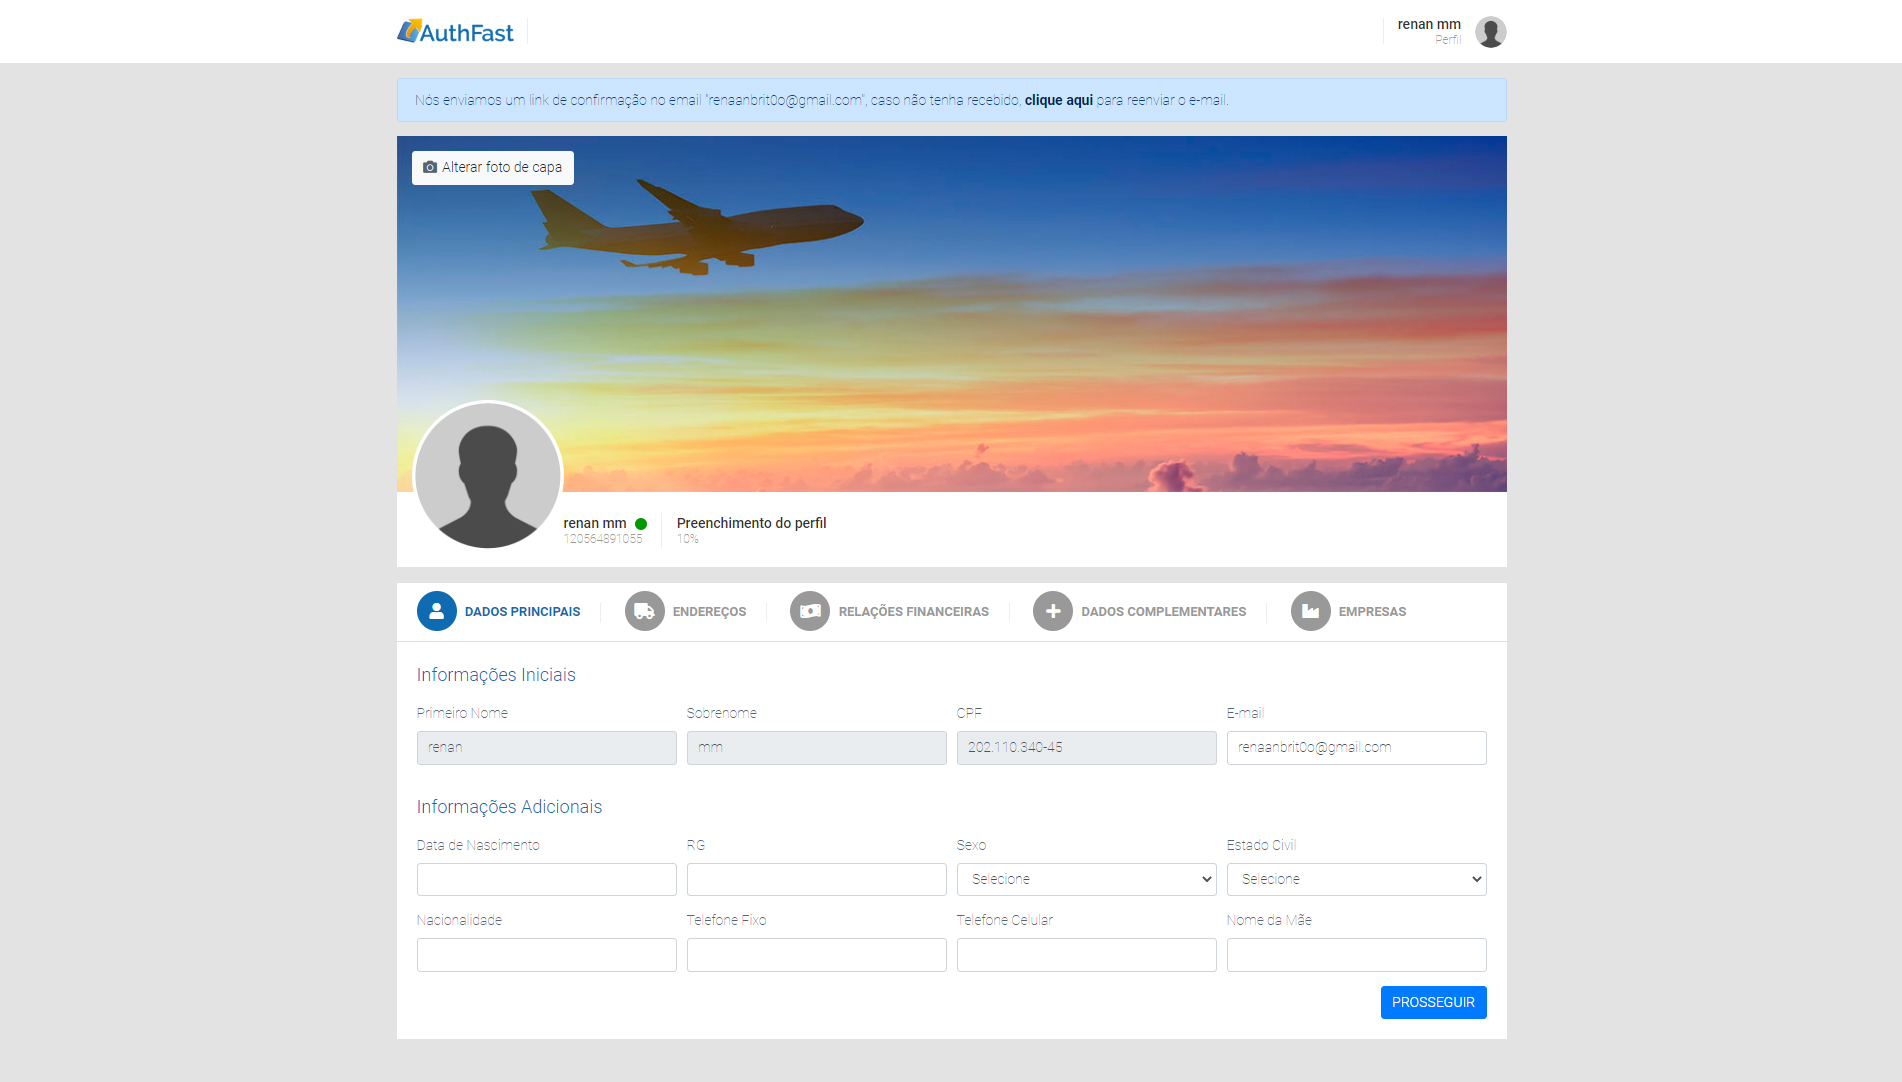 AuthFast
renan mm
Perfil
Nós enviamos um link de confirmação no email "renaanbrit0o@gmail.com", caso não tenha recebido, clique aqui para reenviar o e-mail.
Alterar foto de capa
renan mm
120564891055
Preenchimento do perfil
10%
DADOS PRINCIPAIS
ENDEREÇOS
RELAÇÕES FINANCEIRAS
DADOS COMPLEMENTARES
EMPRESAS
Informações Iniciais
Primeiro Nome
Sobrenome
CPF
E-mail
renan
mm
202.110.340-45
renaanbrit0o@gmail.com
Informações Adicionais
Data de Nascimento
RG
Sexo
Estado Civil
Selecione
Selecione
Nacionalidade
Telefone Fixo
Telefone Celular
Nome da Mãe
PROSSEGUIR